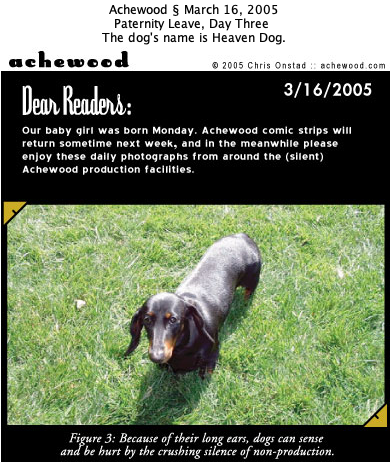 Achewood § March 16, 2005
Paternity Leave, Day Three
The dog's name is Heaven Dog.
achewood
© 2005 Chris Onstad :: achewood.com
3/16/2005
Dear Readers:
Our baby girl was born Monday. Achewood comic strips will
return sometime next week, and in the meanwhile please
enjoy these daily photographs from around the (silent)
Achewood production facilities.
Figure 3: Because of their long ears, dogs can sense
and be hurt by the crushing silence of non-production.